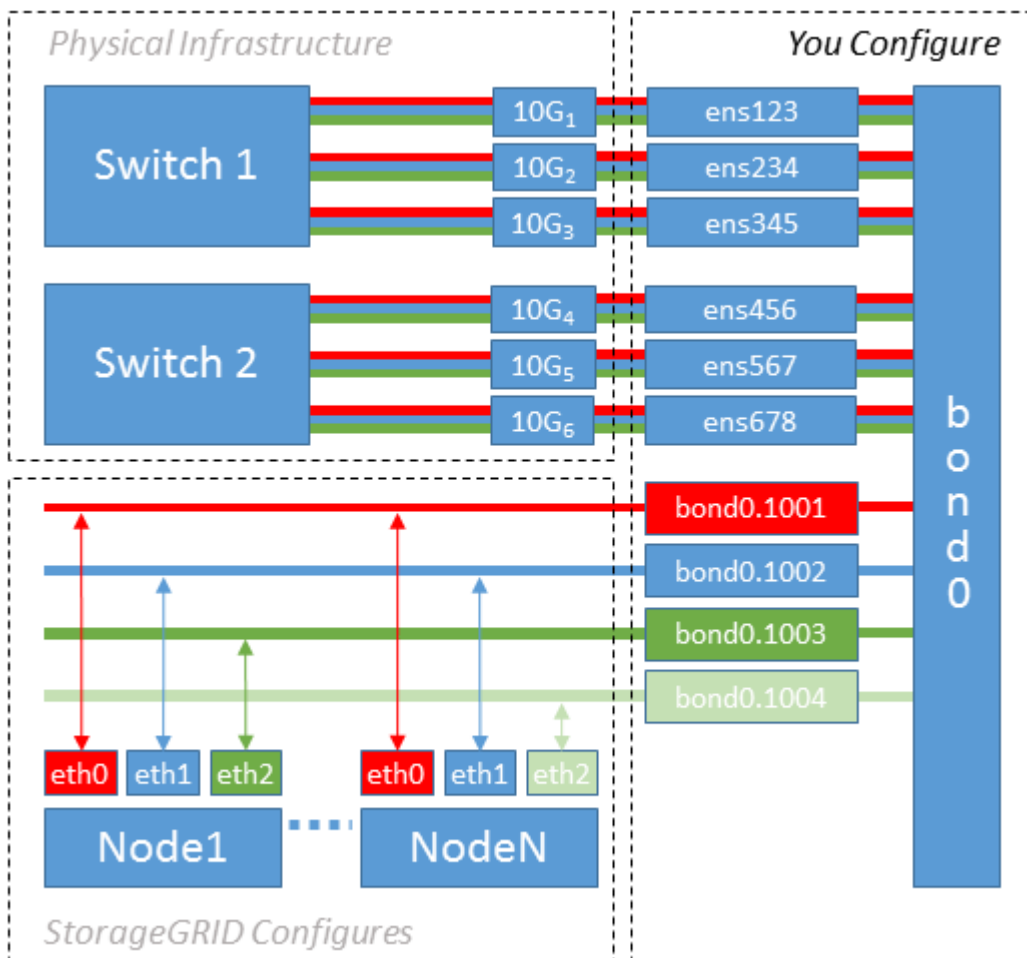 Physical Infrastructure
You Configure
Switch 1
10G₁
ens123
10G₂
ens234
10G₃
ens345
Switch 2
10G₄
ens456
10G₅
ens567
10G₆
ens678
b
o
n
d
0
bond0.1001
bond0.1002
bond0.1003
bond0.1004
eth0 eth1 eth2
eth0 eth1 eth2
Node1
NodeN
StorageGRID Configures